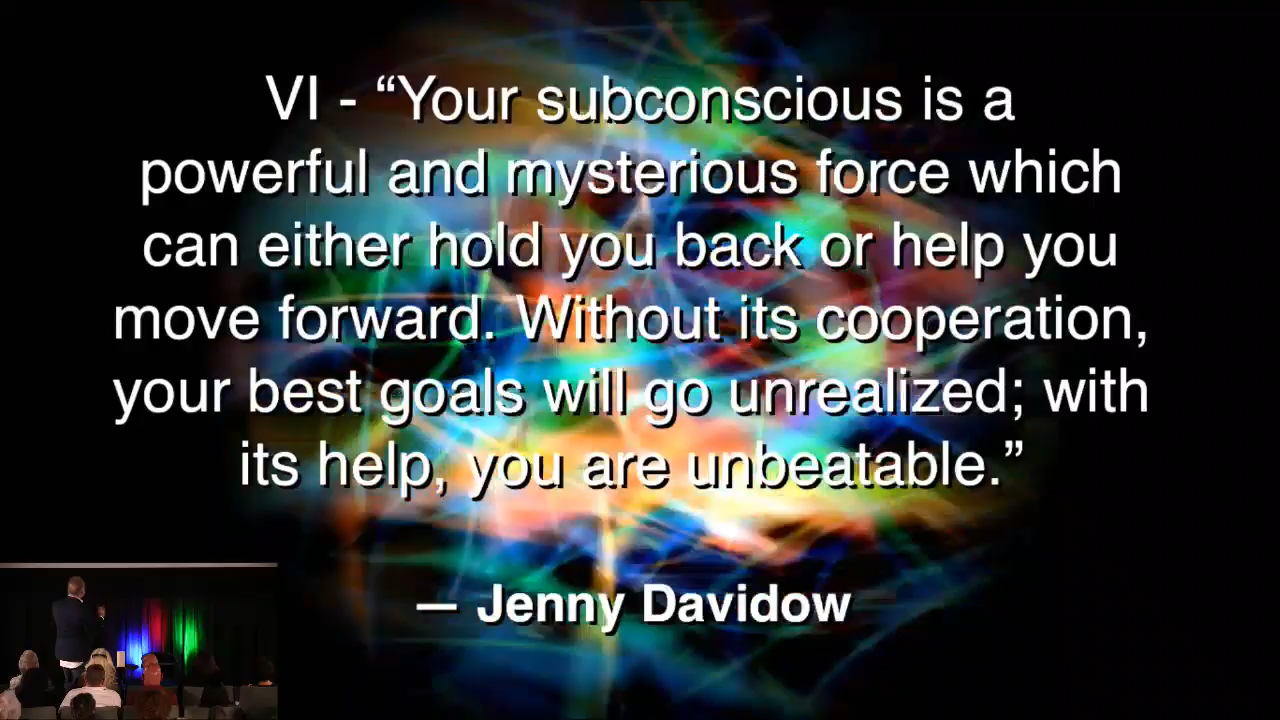 VI - “Your subconscious is a
powerful and mysterious force which
can either hold you back or help you
move forward. Without its cooperation,
your best goals will go unrealized; with
its help, you are unbeatable.”
— Jenny Davidow